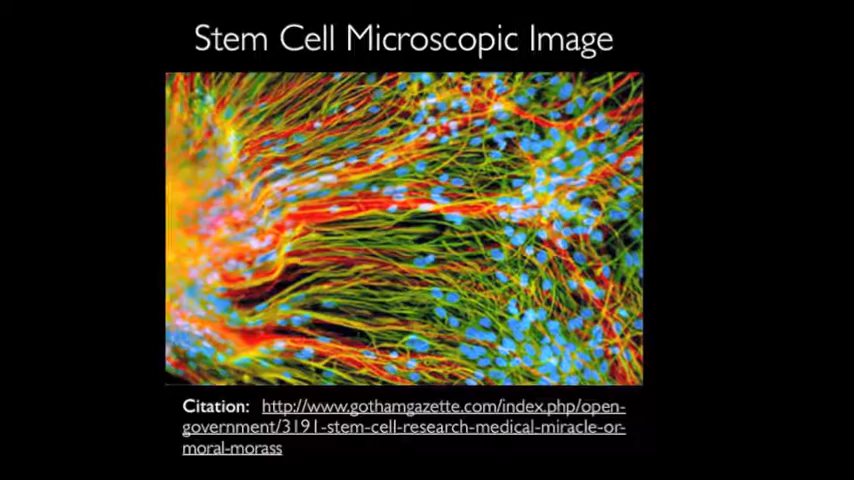 Stem Cell Microscopic Image
Citation: http://www.gothamgazette.com/index.php/open-
government/3191-stem-cell-research-medical-miracle-or-
moral-morass